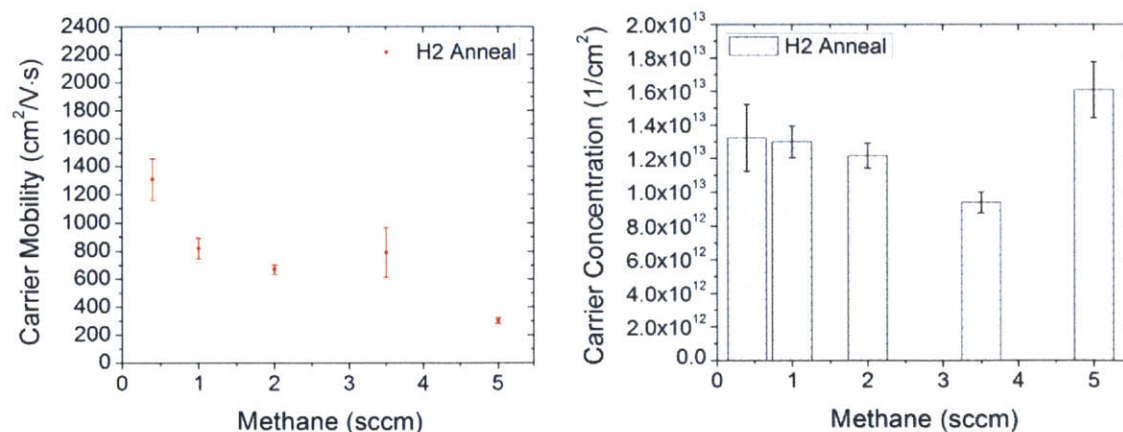 2400
2200
2000
1800
1600
1400
1200
1000
800
600
400
200
0
Carrier Mobility (cm²/V·s)
H2 Anneal
0 1 2 3 4 5
Methane (sccm)
2.0x10¹³
1.8x10¹³
1.6x10¹³
1.4x10¹³
1.2x10¹³
1.0x10¹³
8.0x10¹²
6.0x10¹²
4.0x10¹²
2.0x10¹²
0.0
Carrier Concentration (1/cm²)
H2 Anneal
0 1 2 3 4 5
Methane (sccm)